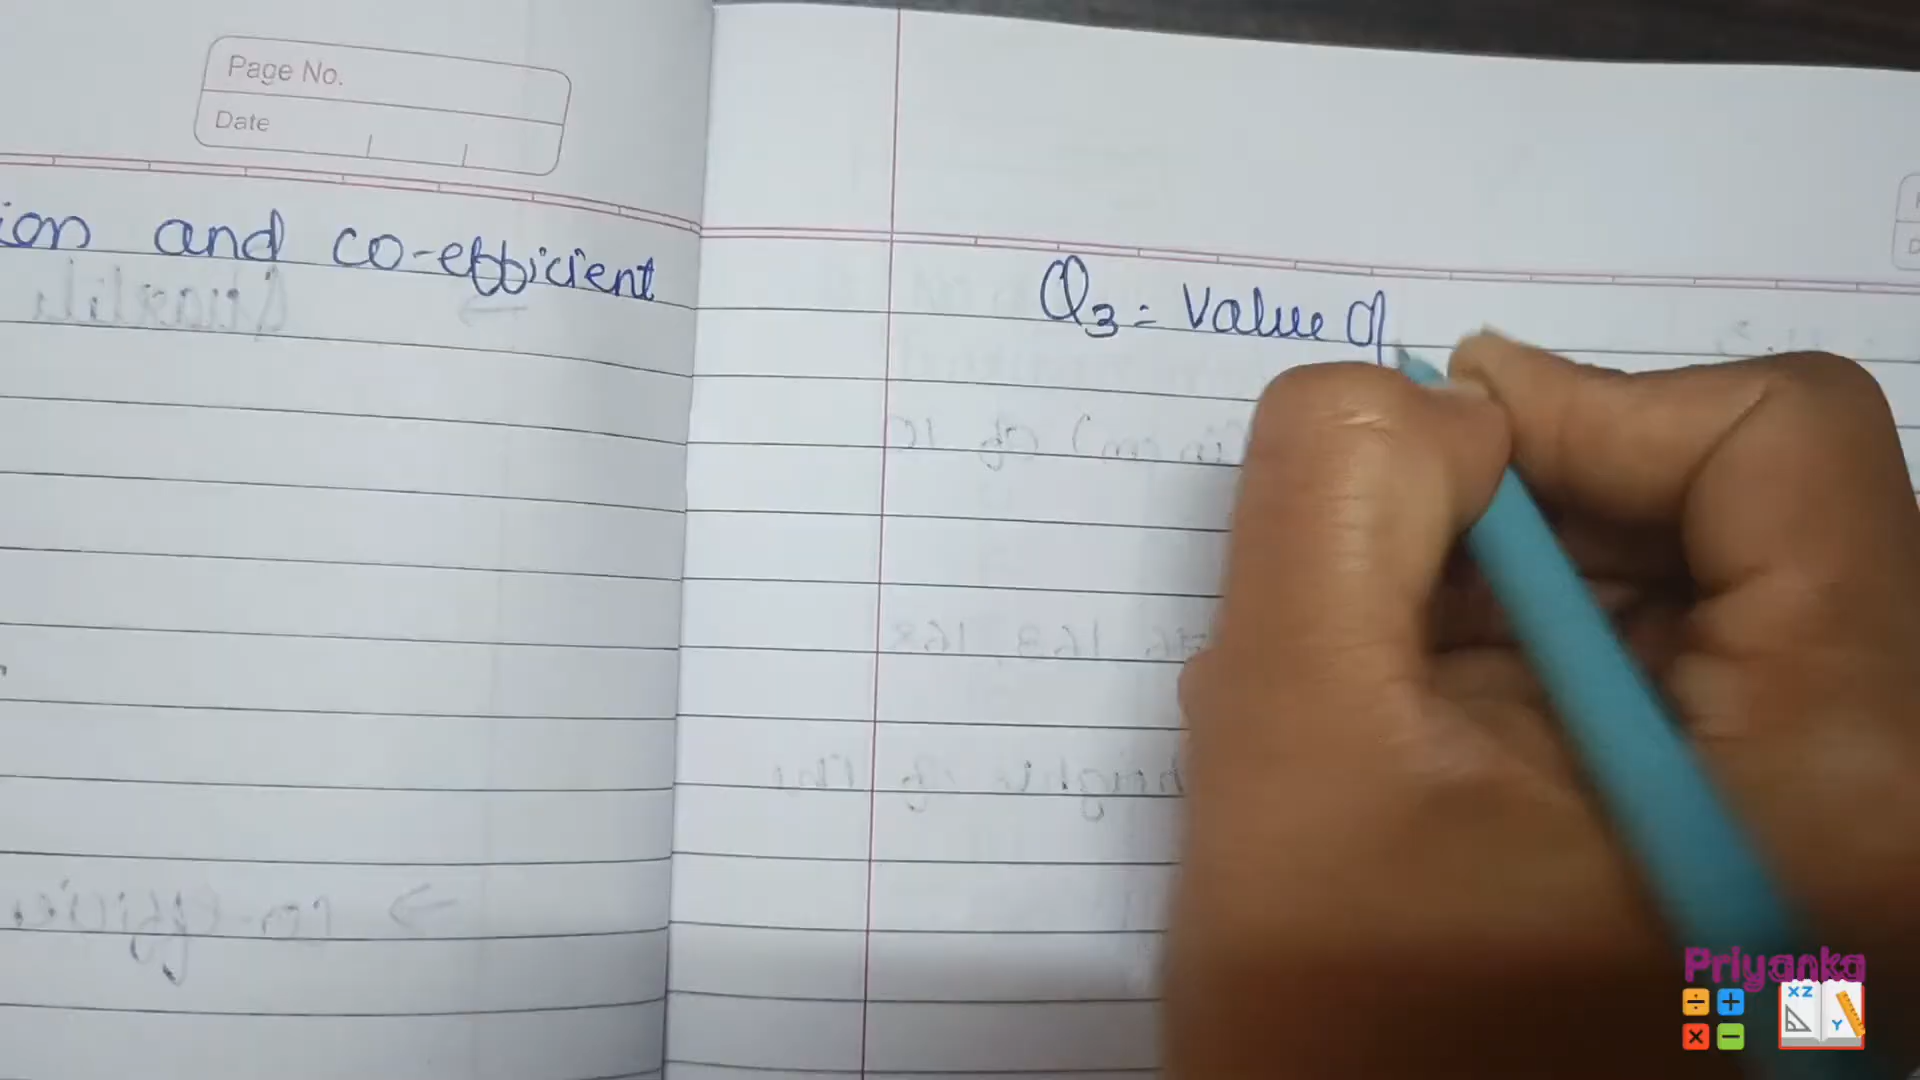 Page No.
Date
ion and co-efficient
Q3 = Value of
Priyanka